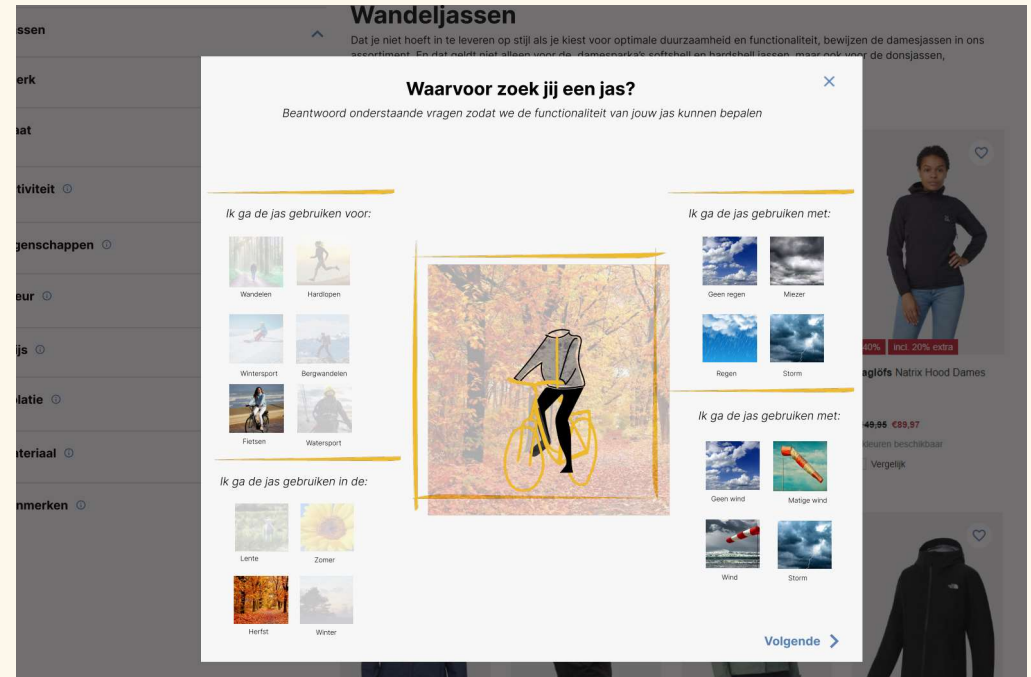 ssen
erk
aat
tiviteit
genschappen
eur
ijs
latie
ateriaal
nmerken
Wandeljassen
Dat je niet hoeft in te leveren op stijl als je kiest voor optimale duurzaamheid en functionaliteit, bewijzen de damesjassen in ons
assortiment. En dat geldt niet alleen voor de damesparka's softshell en hardshell jassen, maar ook voor de donsjassen,
Waarvoor zoek jij een jas?
Beantwoord onderstaande vragen zodat we de functionaliteit van jouw jas kunnen bepalen
Ik ga de jas gebruiken voor:
Wandelen Hardlopen
Wintersport Bergwandelen
Fietsen Watersport
Ik ga de jas gebruiken in de:
Lente Zomer
Herfst Winter
Ik ga de jas gebruiken met:
Geen regen Miezer
Regen Storm
Ik ga de jas gebruiken met:
Geen wind Matige wind
Wind Storm
Volgende
40% incl. 20% extra
aglöfs Natrix Hood Dames
49,95 €89,97
kleuren beschikbaar
Vergelijk